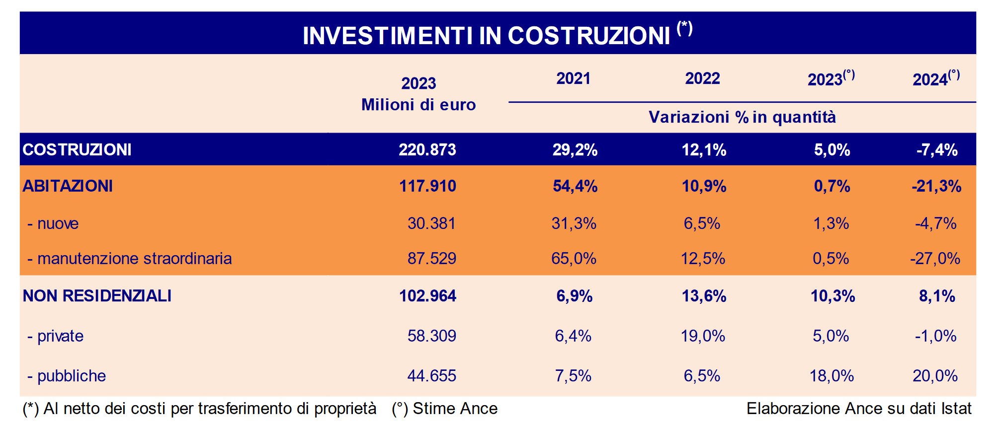 INVESTIMENTI IN COSTRUZIONI (*)
2023 Milioni di euro 2021 2022 2023(°) 2024(°)
Variazioni % in quantità
COSTRUZIONI 220.873 29,2% 12,1% 5,0% -7,4%
ABITAZIONI 117.910 54,4% 10,9% 0,7% -21,3%
- nuove 30.381 31,3% 6,5% 1,3% -4,7%
- manutenzione straordinaria 87.529 65,0% 12,5% 0,5% -27,0%
NON RESIDENZIALI 102.964 6,9% 13,6% 10,3% 8,1%
- private 58.309 6,4% 19,0% 5,0% -1,0%
- pubbliche 44.655 7,5% 6,5% 18,0% 20,0%
(*) Al netto dei costi per trasferimento di proprietà (°) Stime Ance Elaborazione Ance su dati Istat